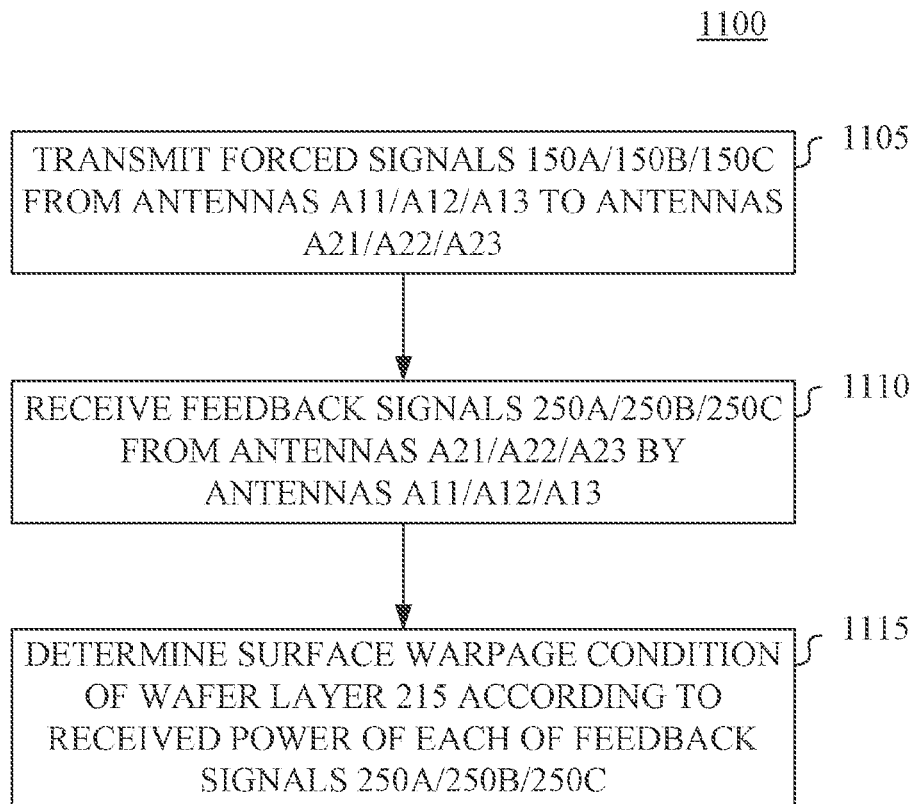 1100
TRANSMIT FORCED SIGNALS 150A/150B/150C
FROM ANTENNAS A11/A12/A13 TO ANTENNAS
A21/A22/A23
1105
RECEIVE FEEDBACK SIGNALS 250A/250B/250C
FROM ANTENNAS A21/A22/A23 BY
ANTENNAS A11/A12/A13
1110
DETERMINE SURFACE WARPAGE CONDITION
OF WAFER LAYER 215 ACCORDING TO
RECEIVED POWER OF EACH OF FEEDBACK
SIGNALS 250A/250B/250C
1115